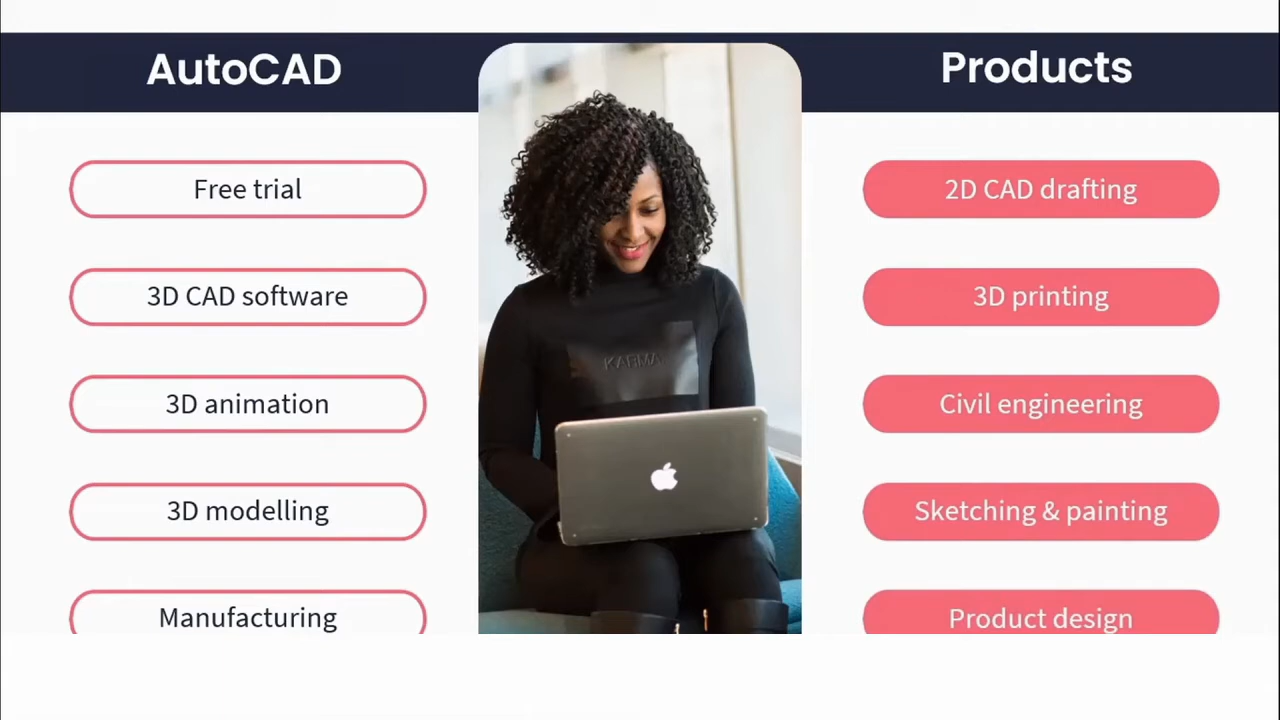 AutoCAD
Products
Free trial
2D CAD drafting
3D CAD software
3D printing
KARMA
3D animation
Civil engineering
3D modelling
Sketching & painting
Manufacturing
Product design